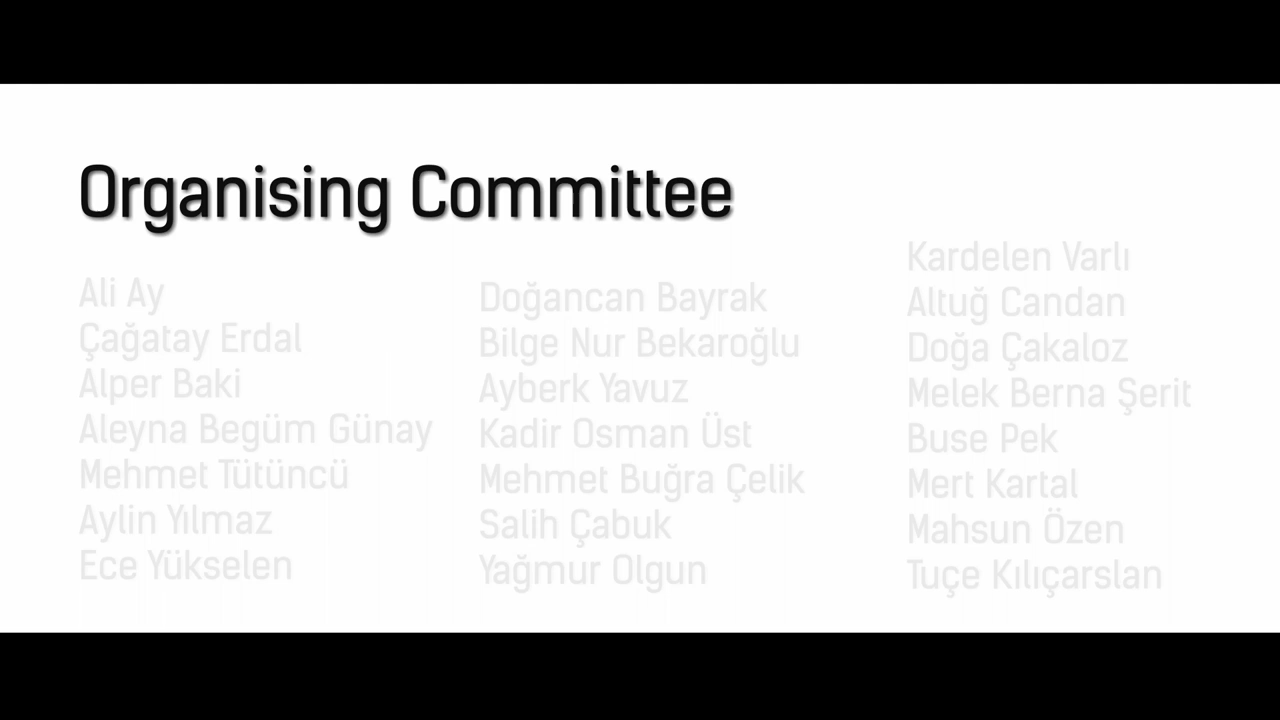 Organising Committee
Ali Ay
Çağatay Erdal
Alper Baki
Aleyna Begüm Günay
Mehmet Tütüncü
Aylin Yılmaz
Ece Yükselen
Doğancan Bayrak
Bilge Nur Bekaroğlu
Ayberk Yavuz
Kadir Osman Üst
Mehmet Buğra Çelik
Salih Çabuk
Yağmur Olgun
Kardelen Varlı
Altuğ Candan
Doğa Çakaloz
Melek Berna Şerit
Buse Pek
Mert Kartal
Mahsun Özen
Tuçe Kılıçarslan